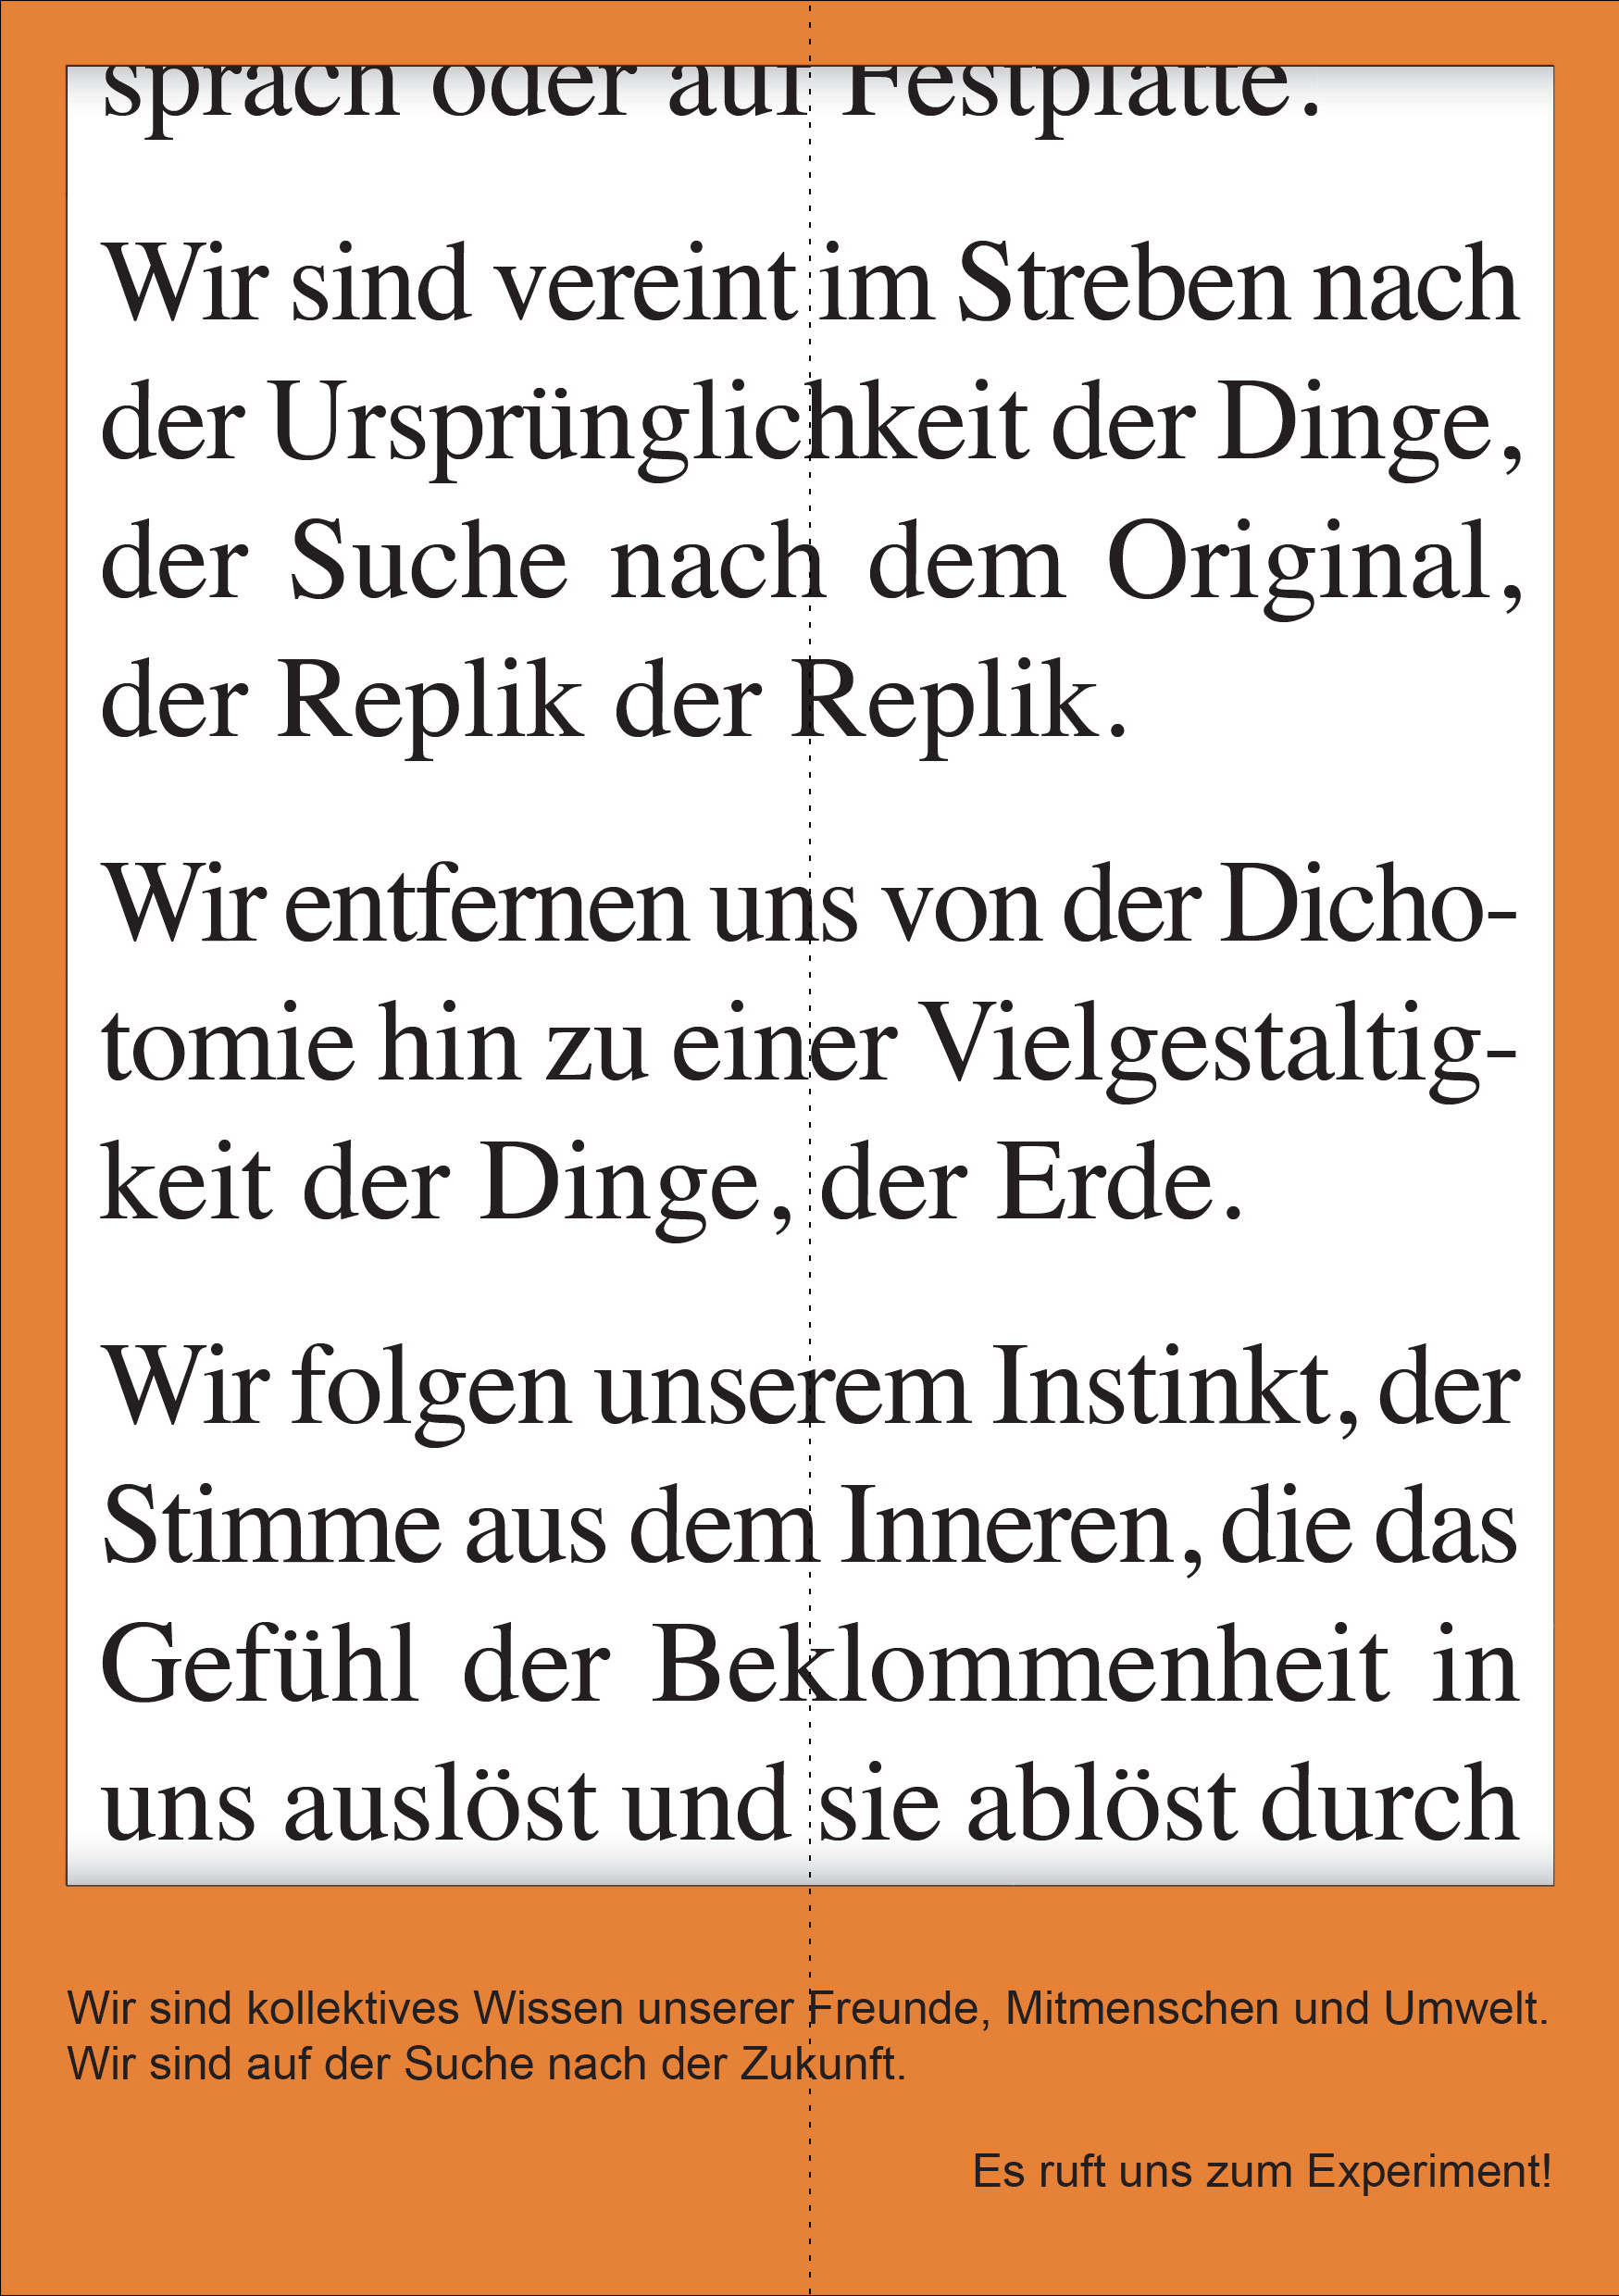 sprach oder auf Festplatte.
Wir sind vereint im Streben nach
der Ursprünglichkeit der Dinge,
der Suche nach dem Original,
der Replik der Replik.
Wir entfernen uns von der Dicho-
tomie hin zu einer Vielgestaltig-
keit der Dinge, der Erde.
Wir folgen unserem Instinkt, der
Stimme aus dem Inneren, die das
Gefühl der Beklommenheit in
uns auslöst und sie ablöst durch
Wir sind kollektives Wissen unserer Freunde, Mitmenschen und Umwelt.
Wir sind auf der Suche nach der Zukunft.
Es ruft uns zum Experiment!